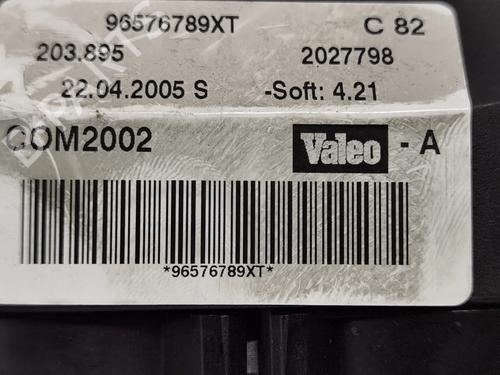 96576789XT C 82
203.895 2027798
22.04.2005 S -Soft: 4.21
COM2002 Valeo - A
*96576789XT*